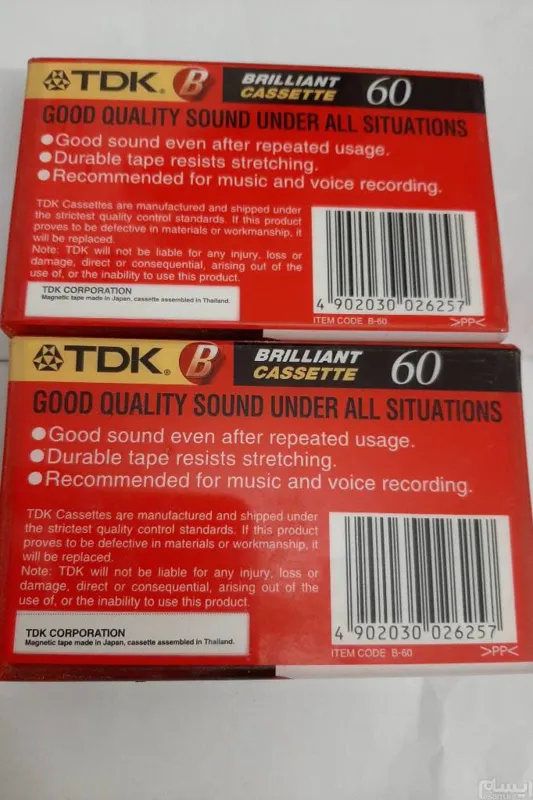 TDK. B BRILLIANT CASSETTE 60
GOOD QUALITY SOUND UNDER ALL SITUATIONS
●Good sound even after repeated usage.
●Durable tape resists stretching.
●Recommended for music and voice recording.
TDK Cassettes are manufactured and shipped under
the strictest quality control standards. If this product
proves to be defective in materials or workmanship, it
will be replaced.
Note: TDK will not be liable for any injury, loss or
damage, direct or consequential, arising out of the
use of, or the inability to use this product.
TDK CORPORATION
Magnetic tape made in Japan, cassette assembled in Thailand.
4 902030 026257
ITEM CODE B-60 >PP<
TDK. B BRILLIANT CASSETTE 60
GOOD QUALITY SOUND UNDER ALL SITUATIONS
●Good sound even after repeated usage.
●Durable tape resists stretching.
●Recommended for music and voice recording.
TDK Cassettes are manufactured and shipped under
the strictest quality control standards. If this product
proves to be defective in materials or workmanship, it
will be replaced.
Note: TDK will not be liable for any injury, loss or
damage, direct or consequential, arising out of the
use of, or the inability to use this product.
TDK CORPORATION
Magnetic tape made in Japan, cassette assembled in Thailand.
4 902030 026257
ITEM CODE B-60 >PP<
ایسام